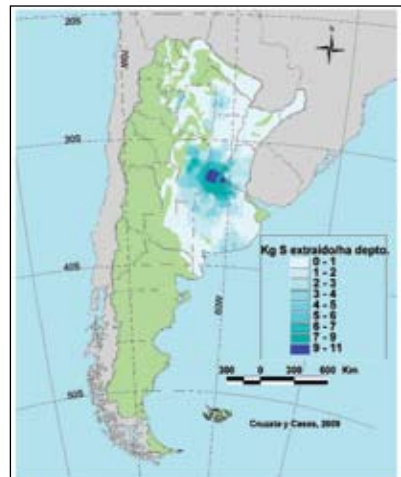 20S
70W
30S
Kg S extraído/ha depto.
0 - 1
1 - 2
2 - 3
3 - 4
4 - 5
5 - 6
6 - 7
7 - 9
9 - 11
40S
60W
300 0 300 600 Km
50S
Cruzate y Casas, 2009